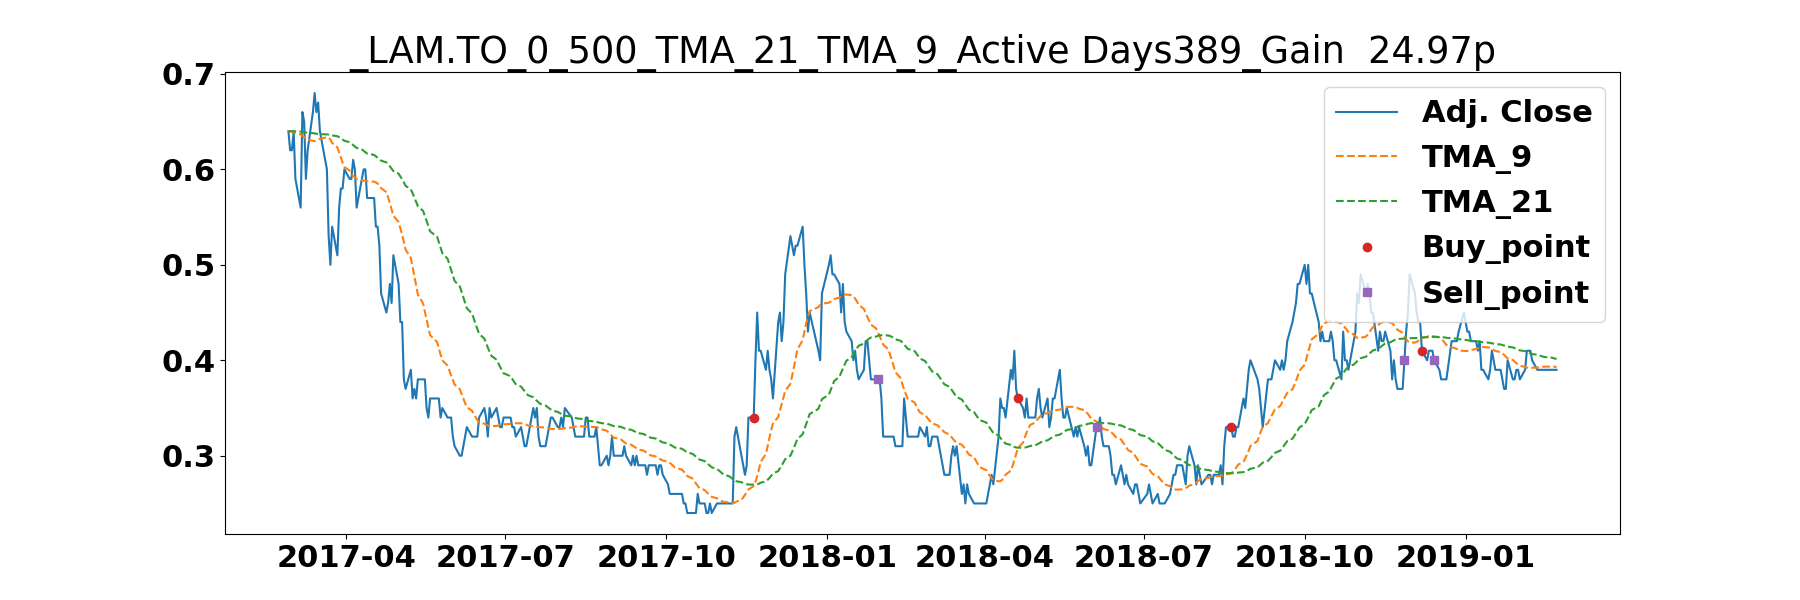 _LAM.TO_0_500_TMA_21_TMA_9_Active Days389_Gain  24.97p
0.7
0.6
0.5
0.4
0.3
Adj. Close
TMA_9
TMA_21
Buy_point
Sell_point
2017-04 2017-07 2017-10 2018-01 2018-04 2018-07 2018-10 2019-01